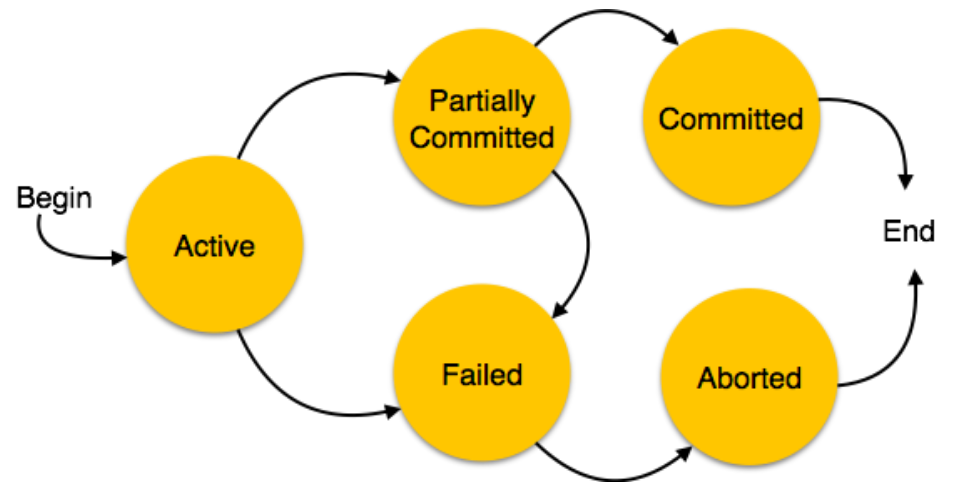 Begin
Active
Partially
Committed
Committed
Failed
Aborted
End